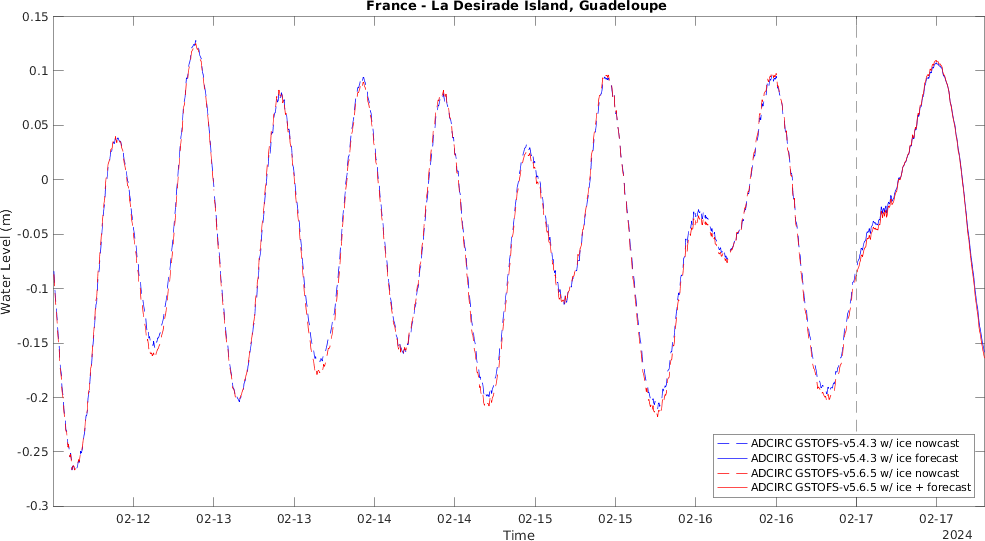 France - La Desirade Island, Guadeloupe
0.15
0.1
0.05
0
-0.05
-0.1
-0.15
-0.2
-0.25
-0.3
Water Level (m)
ADCIRC GSTOFS-v5.4.3 w/ ice nowcast
ADCIRC GSTOFS-v5.4.3 w/ ice forecast
ADCIRC GSTOFS-v5.6.5 w/ ice nowcast
ADCIRC GSTOFS-v5.6.5 w/ ice + forecast
02-12 02-13 02-13 02-14 02-14 02-15 02-15 02-16 02-16 02-17 02-17
Time
2024